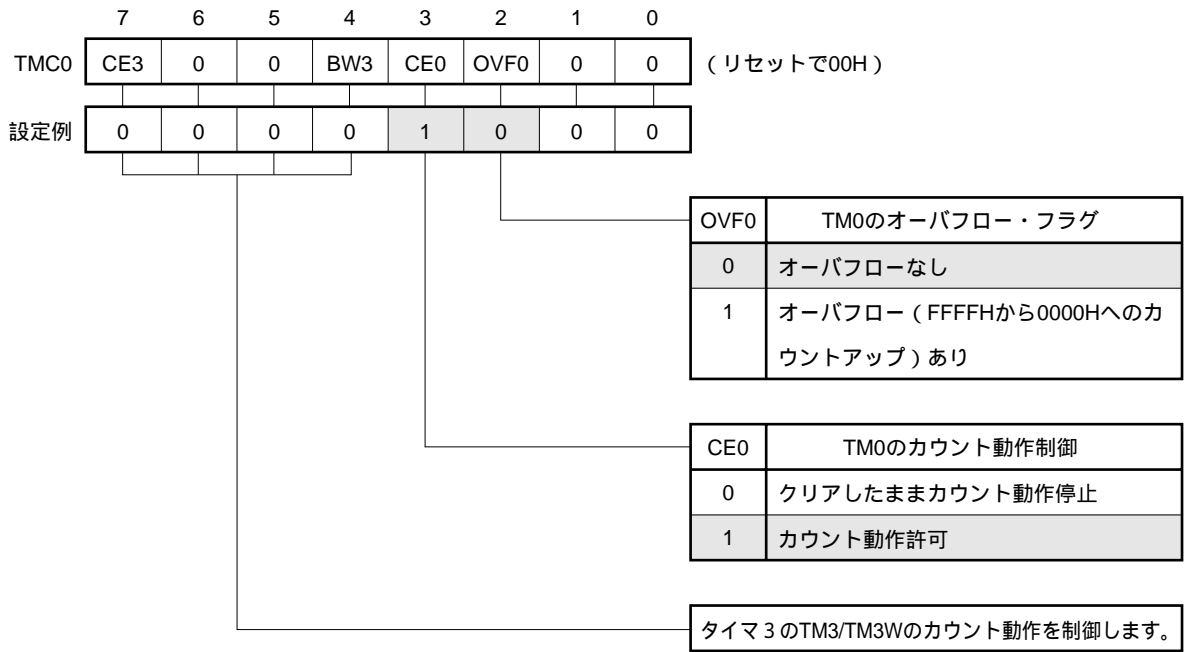 7 6 5 4 3 2 1 0
TMC0 CE3 0 0 BW3 CE0 OVF0 0 0 （リセットで00H）
設定例 0 0 0 0 1 0 0 0
OVF0 TM0のオーバフロー・フラグ
0 オーバフローなし
1 オーバフロー（FFFFHから0000Hへのカ
ウントアップ）あり
CE0 TM0のカウント動作制御
0 クリアしたままカウント動作停止
1 カウント動作許可
タイマ3のTM3/TM3Wのカウント動作を制御します。